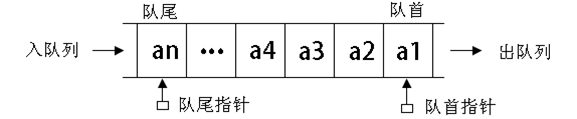 队尾 队首
入队列 an ... a4 a3 a2 a1 出队列
队尾指针 队首指针